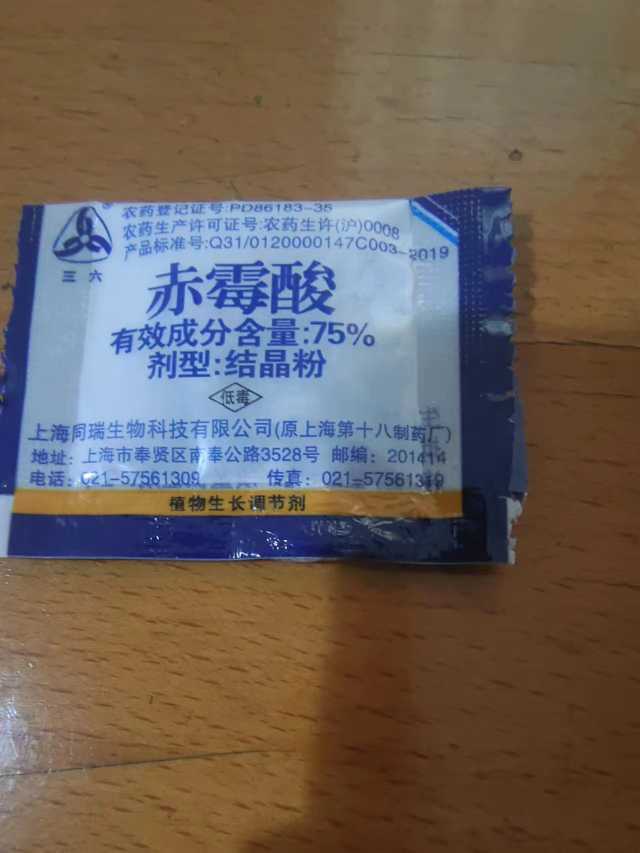 农药登记证号:PD86183-35
农药生产许可证号:农药生许(沪)0008
产品标准号:Q31/0120000147C003-2019
®
三六
赤霉酸
有效成分含量:75%
剂型:结晶粉
低毒
上海同瑞生物科技有限公司(原上海第十八制药厂)
地址: 上海市奉贤区南奉公路3528号 邮编: 201414
电话: 021-57561309 传真: 021-57561319
植物生长调节剂